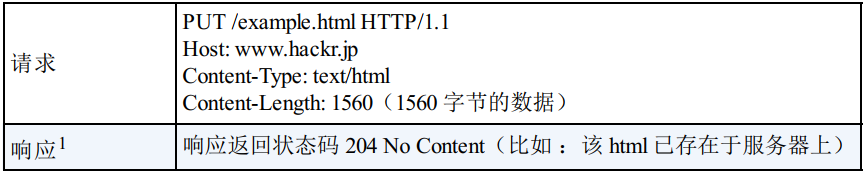 请求
PUT /example.html HTTP/1.1
Host: www.hackr.jp
Content-Type: text/html
Content-Length: 1560（1560 字节的数据）
响应1
响应返回状态码 204 No Content（比如 ：该 html 已存在于服务器上）